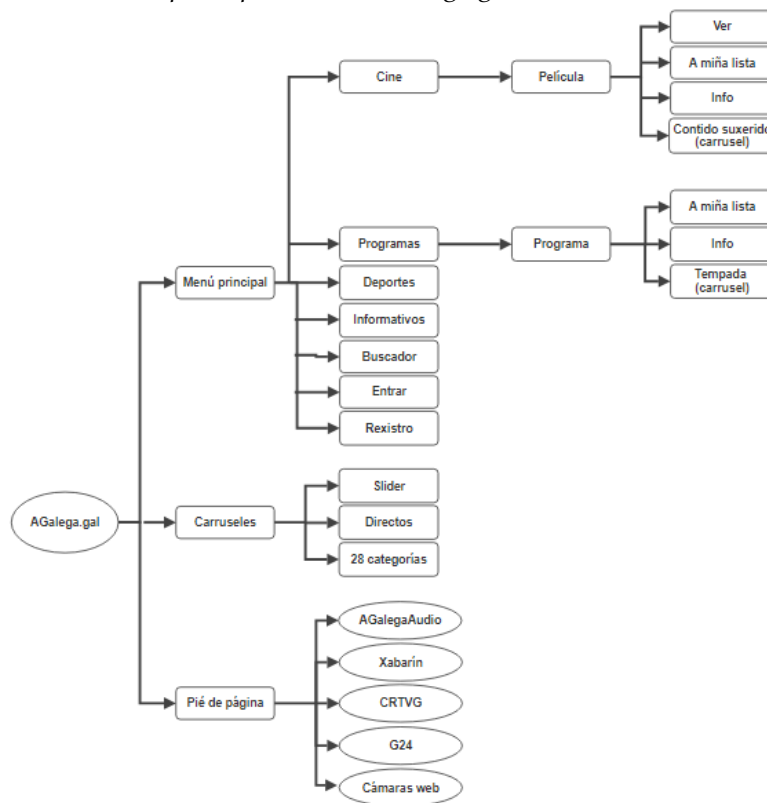 Ver
Cine
Película
A miña lista
Info
Contido suxerido
(carrusel)
A miña lista
Programas
Programa
Info
Tempada
(carrusel)
Menú principal
Deportes
Informativos
Buscador
Entrar
Rexistro
Slider
AGalega.gal
Carruseles
Directos
28 categorías
AGalegaAudio
Xabarín
Pié de página
CRTVG
G24
Cámaras web